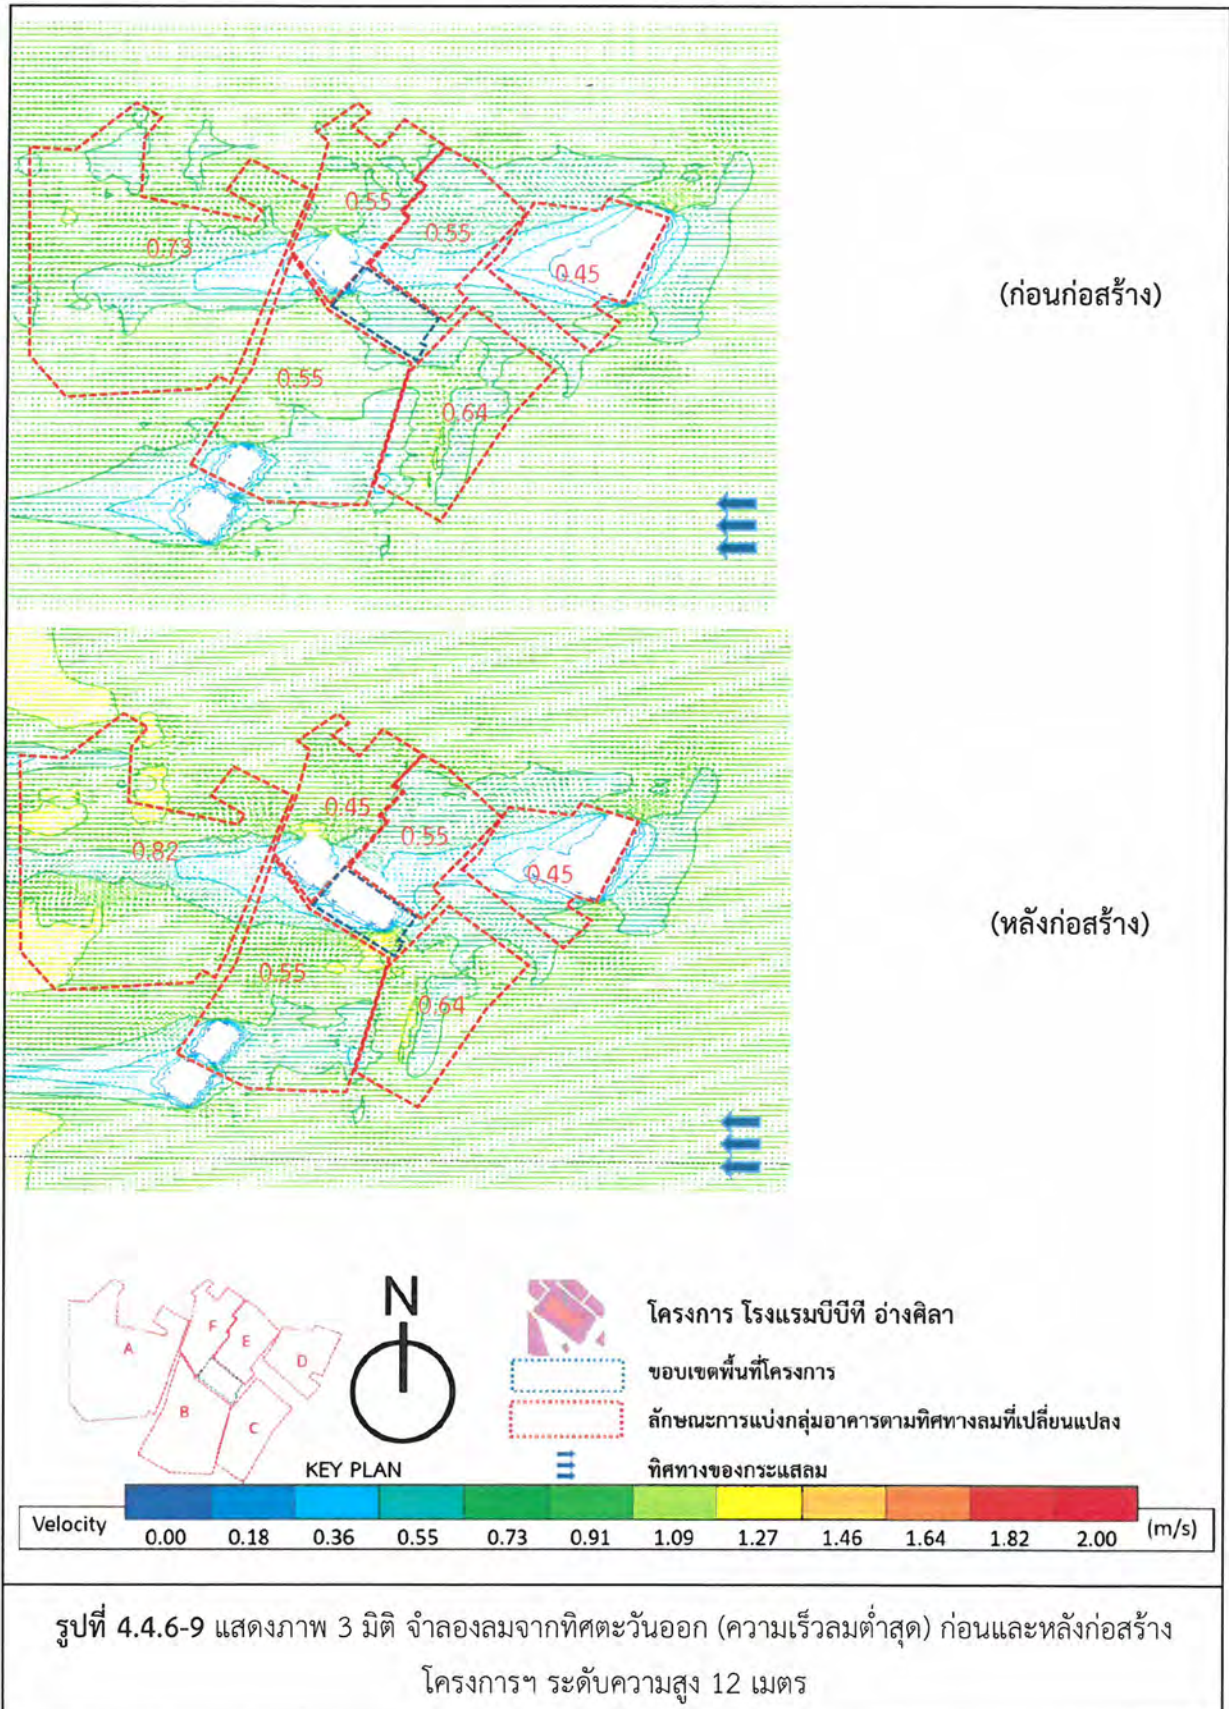 0.55
0.55
0.73
0.45
0.55
0.64
(ก่อนก่อสร้าง)
0.45
0.55
0.82
0.45
0.55
0.64
(หลังก่อสร้าง)
A
F
E
D
B
C
KEY PLAN
N
โครงการ โรงแรมบีบีที อ่างศิลา
ขอบเขตพื้นที่โครงการ
ลักษณะการแบ่งกลุ่มอาคารตามทิศทางลมที่เปลี่ยนแปลง
ทิศทางของกระแสลม
Velocity 0.00 0.18 0.36 0.55 0.73 0.91 1.09 1.27 1.46 1.64 1.82 2.00 (m/s)
รูปที่ 4.4.6-9 แสดงภาพ 3 มิติ จำลองลมจากทิศตะวันออก (ความเร็วลมต่ำสุด) ก่อนและหลังก่อสร้าง
โครงการฯ ระดับความสูง 12 เมตร